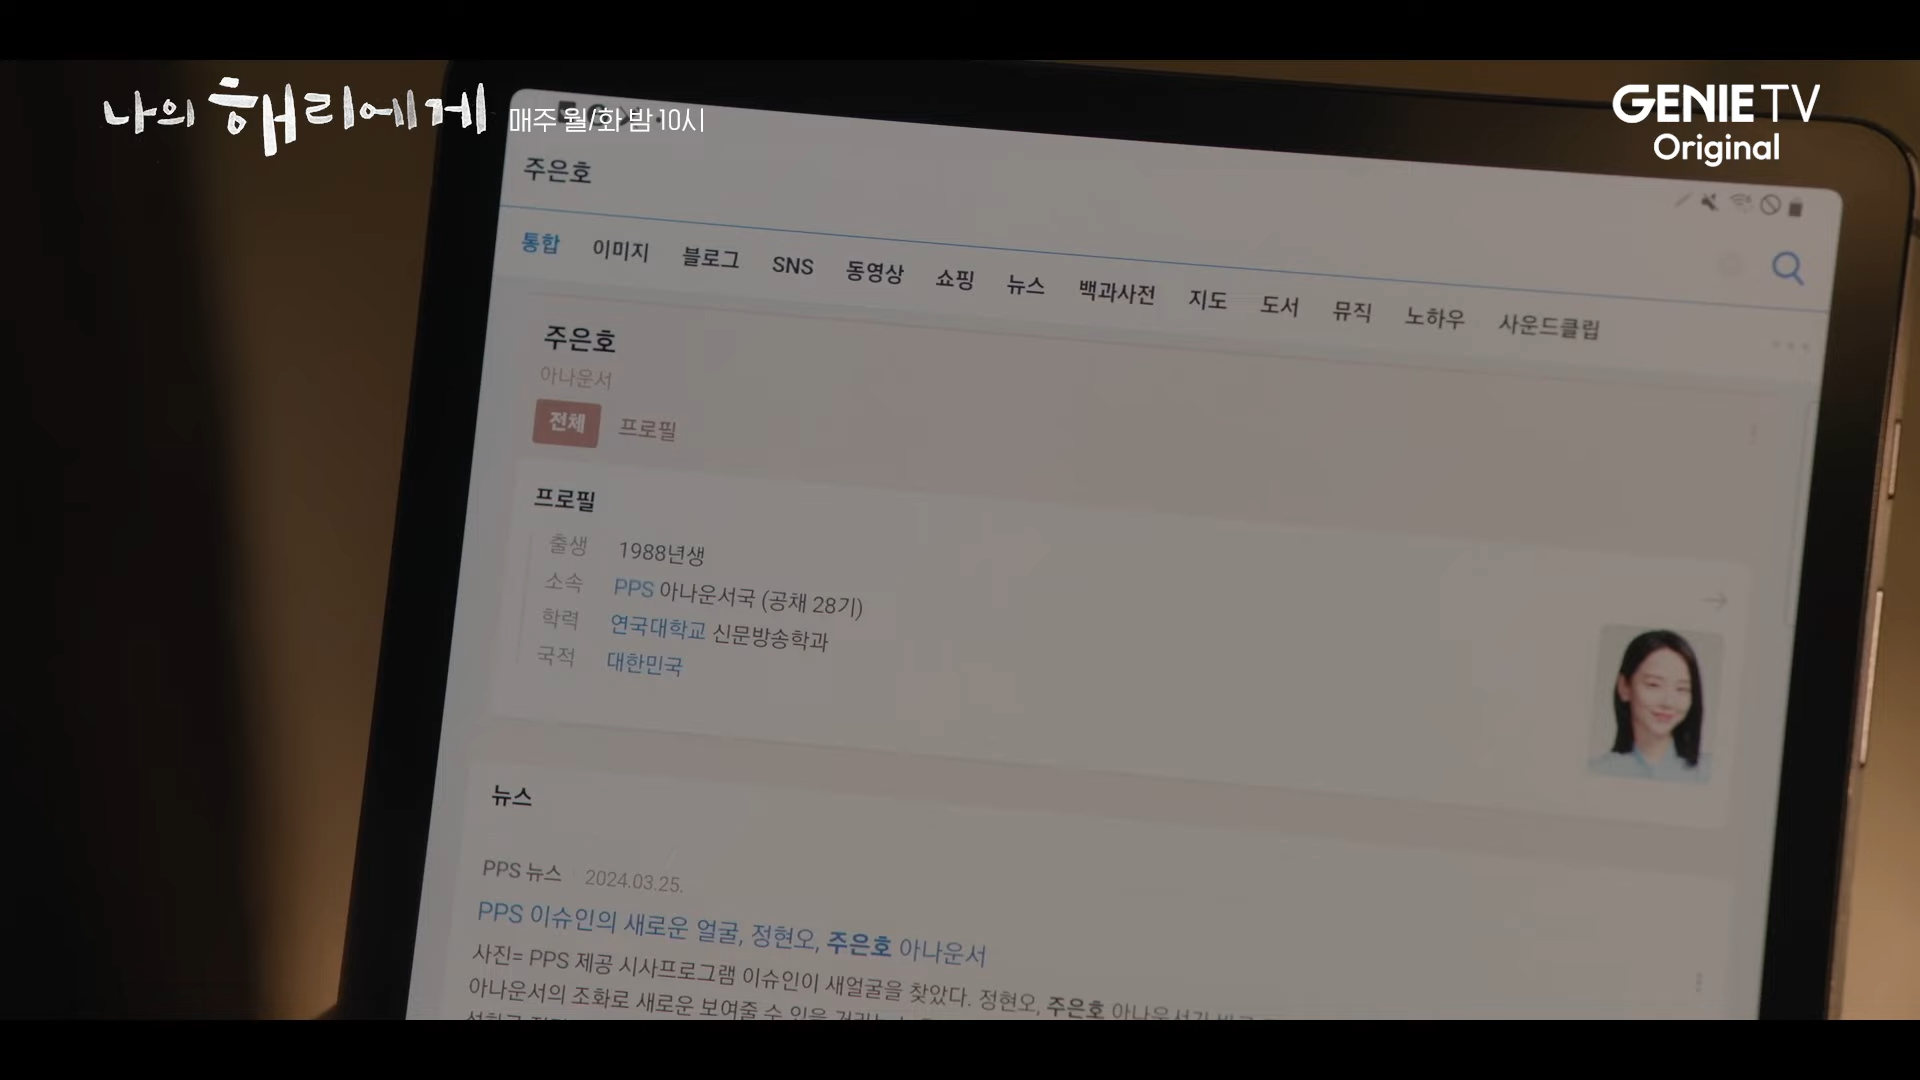 나의 해리에게 매주 월/화 밤 10시
GENIE TV
Original
주은호
통합 이미지 블로그 SNS 동영상 쇼핑 뉴스 백과사전 지도 도서 뮤직 노하우 사운드클립
주은호
아나운서
전체 프로필
프로필
출생 1988년생
소속 PPS 아나운서국 (공채 28기)
학력 연국대학교 신문방송학과
국적 대한민국
뉴스
PPS 뉴스 2024.03.25.
PPS 이슈인의 새로운 얼굴, 정현오, 주은호 아나운서
사진= PPS 제공 시사프로그램 이슈인이 새얼굴을 찾았다. 정현오, 주은호
아나운서의 조화로 새로운 보여줄 수 있을